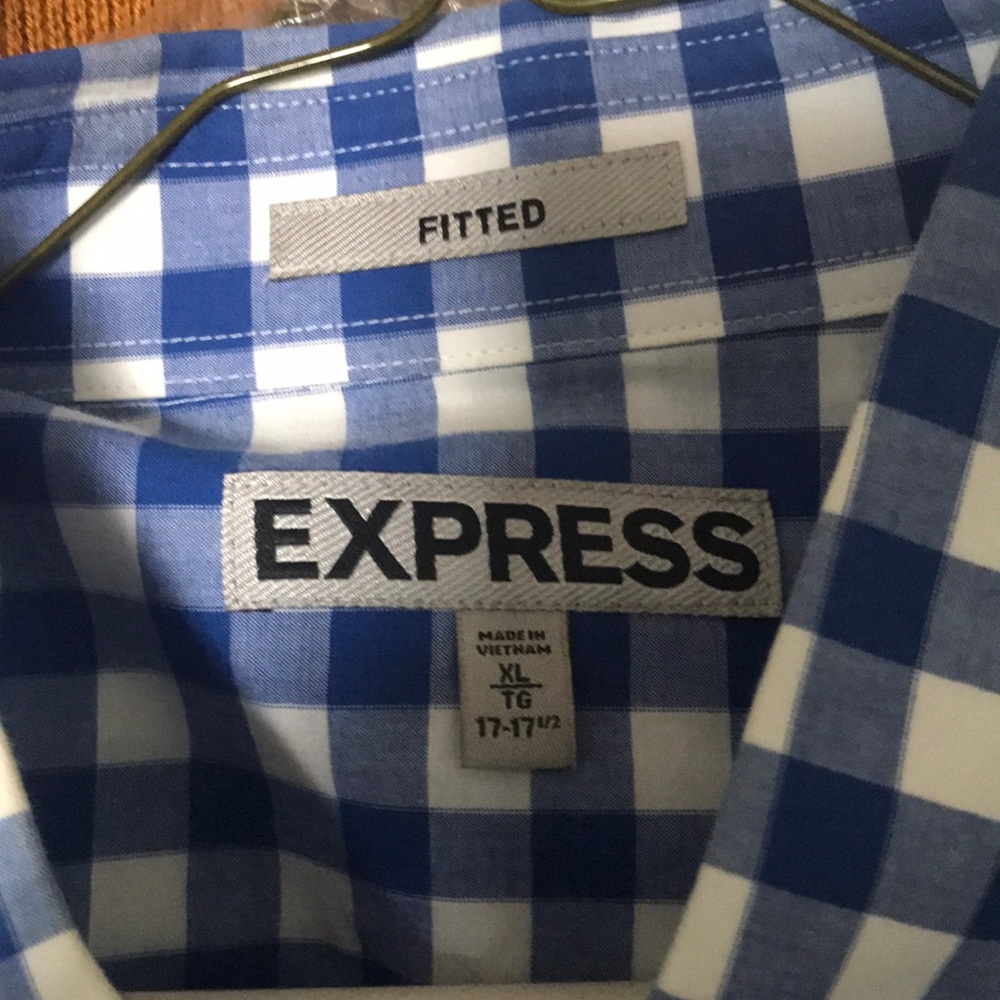 FITTED
EXPRESS
MADE IN
VIETNAM
XL
TG
17-17 1/2